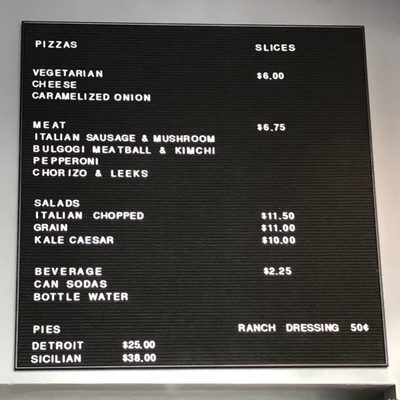 PIZZAS SLICES
VEGETARIAN $6.00
CHEESE
CARAMELIZED ONION
MEAT $6.75
ITALIAN SAUSAGE & MUSHROOM
BULGOGI MEATBALL & KIMCHI
PEPPERONI
CHORIZO & LEEKS
SALADS
ITALIAN CHOPPED $11.50
GRAIN $11.00
KALE CAESAR $10.00
BEVERAGE $2.25
CAN SODAS
BOTTLE WATER
PIES RANCH DRESSING 50¢
DETROIT $25.00
SICILIAN $38.00